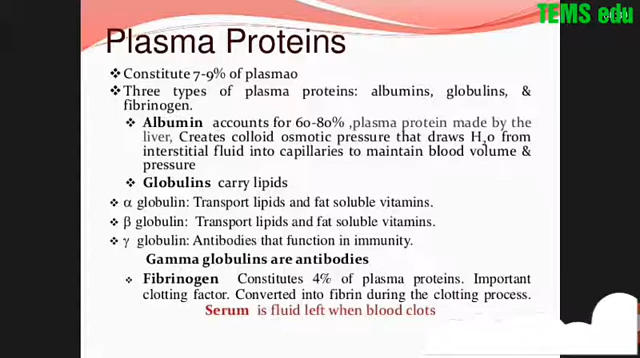 TEMS edu
Plasma Proteins
❖Constitute 7-9% of plasmao
❖Three types of plasma proteins: albumins, globulins, &
fibrinogen.
❖ Albumin accounts for 60-80% ,plasma protein made by the
liver, Creates colloid osmotic pressure that draws H2o from
interstitial fluid into capillaries to maintain blood volume &
pressure
❖ Globulins carry lipids
❖ α globulin: Transport lipids and fat soluble vitamins.
❖ β globulin: Transport lipids and fat soluble vitamins.
❖ γ globulin: Antibodies that function in immunity.
Gamma globulins are antibodies
❖ Fibrinogen Constitutes 4% of plasma proteins. Important
clotting factor. Converted into fibrin during the clotting process.
Serum is fluid left when blood clots